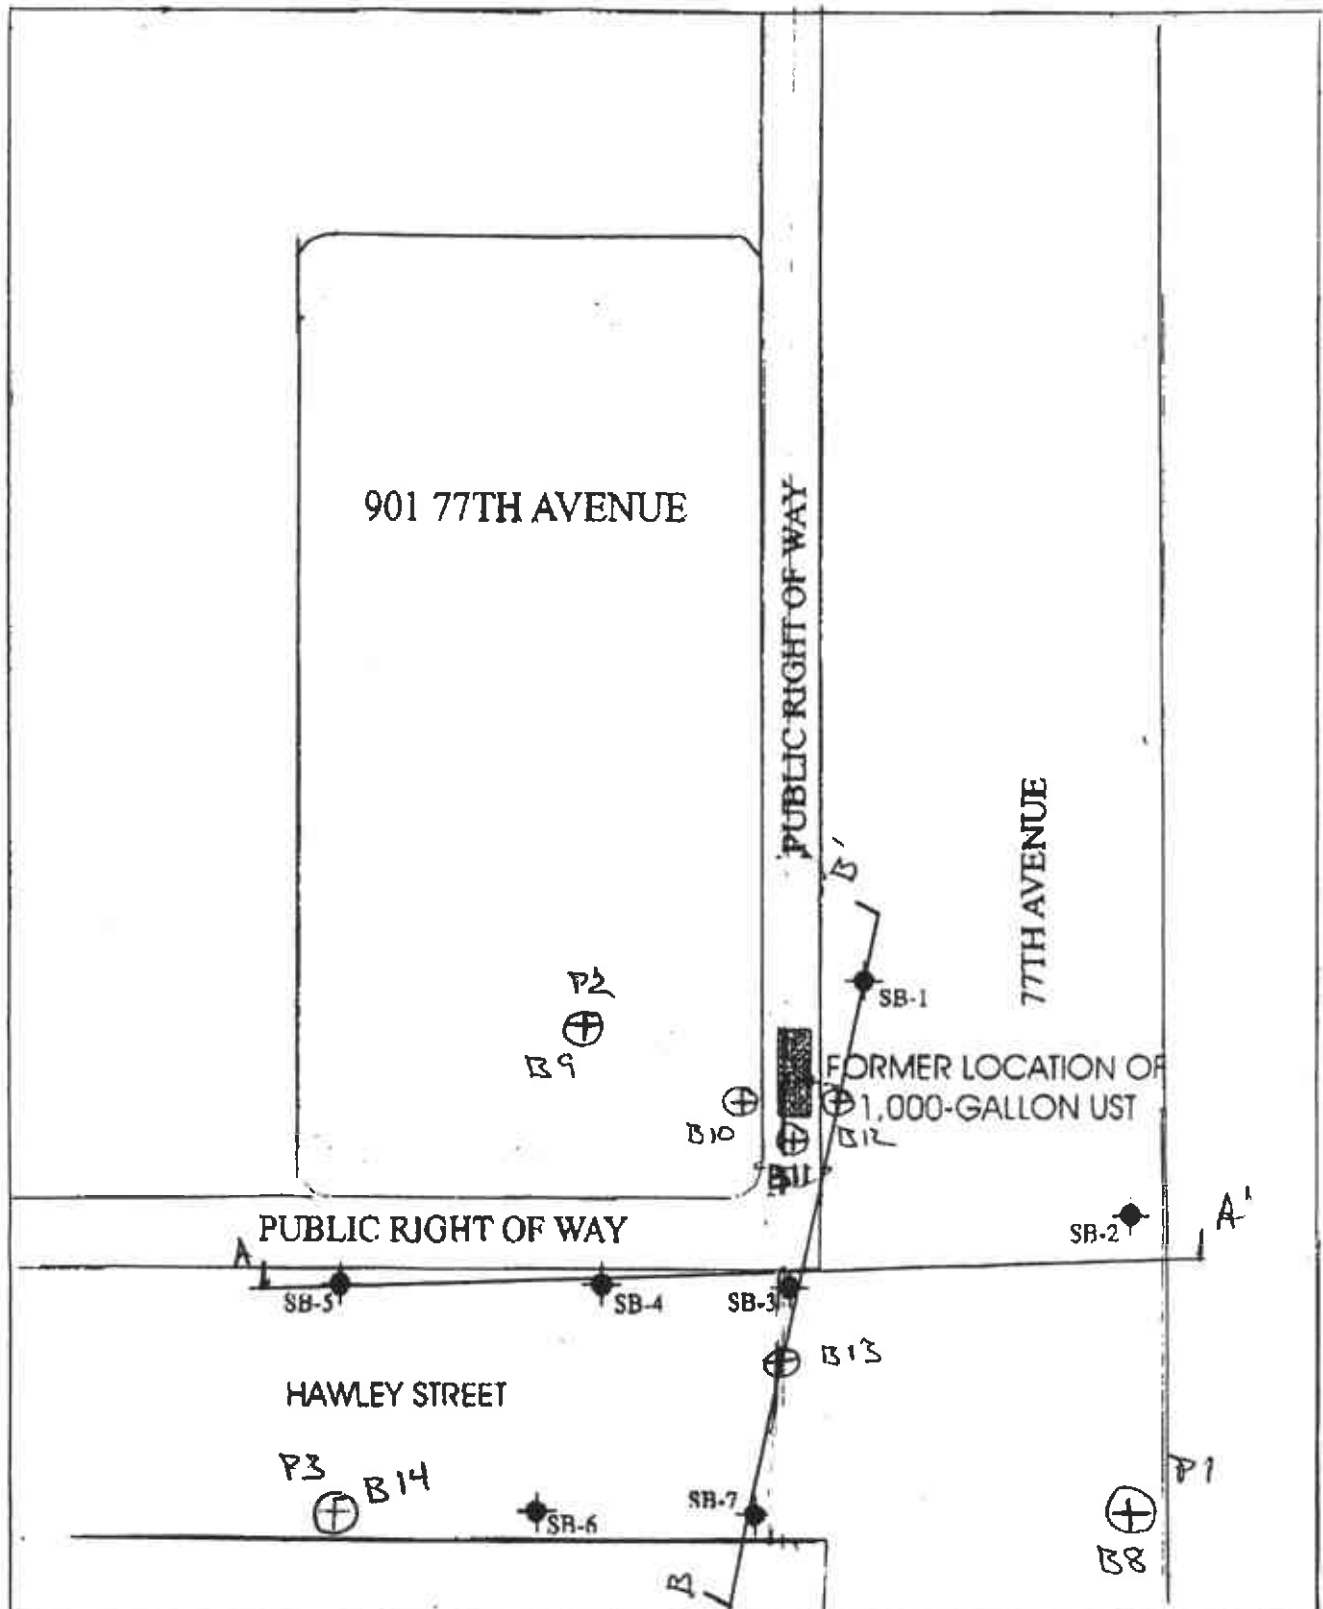 901 77TH AVENUE
PUBLIC RIGHT OF WAY
77TH AVENUE
B'
SB-1
P2
B9
FORMER LOCATION OF
1,000-GALLON UST
B10
B12
B11
PUBLIC RIGHT OF WAY
SB-2
A'
A
SB-5
SB-4
SB-3
B13
HAWLEY STREET
P3
B14
SB-6
SB-7
P1
B8
B